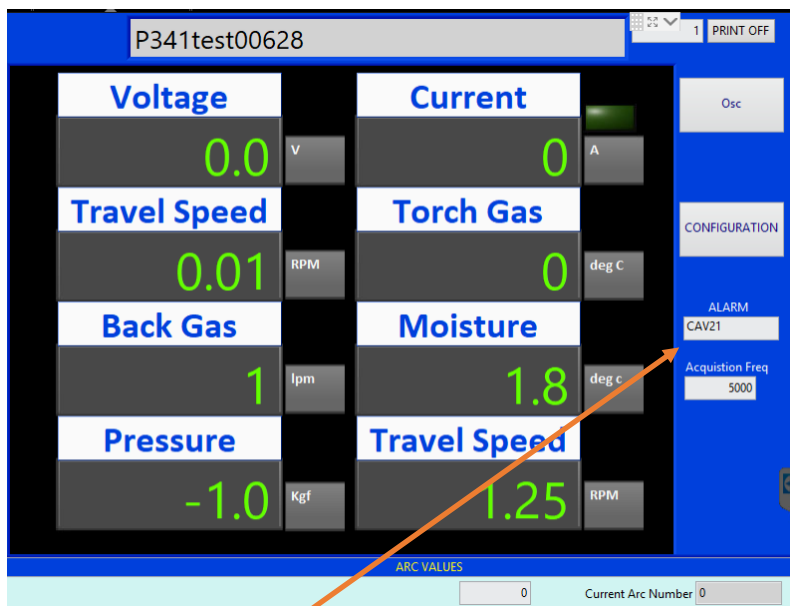 P341test00628
1 PRINT OFF
Voltage Current
0.0 V 0 A
Osc
Travel Speed Torch Gas
0.01 RPM 0 deg C
CONFIGURATION
Back Gas Moisture
1 lpm 1.8 deg c
ALARM
CAV21
Acquistion Freq
5000
Pressure Travel Speed
-1.0 Kgf 1.25 RPM
ARC VALUES
0 Current Arc Number 0